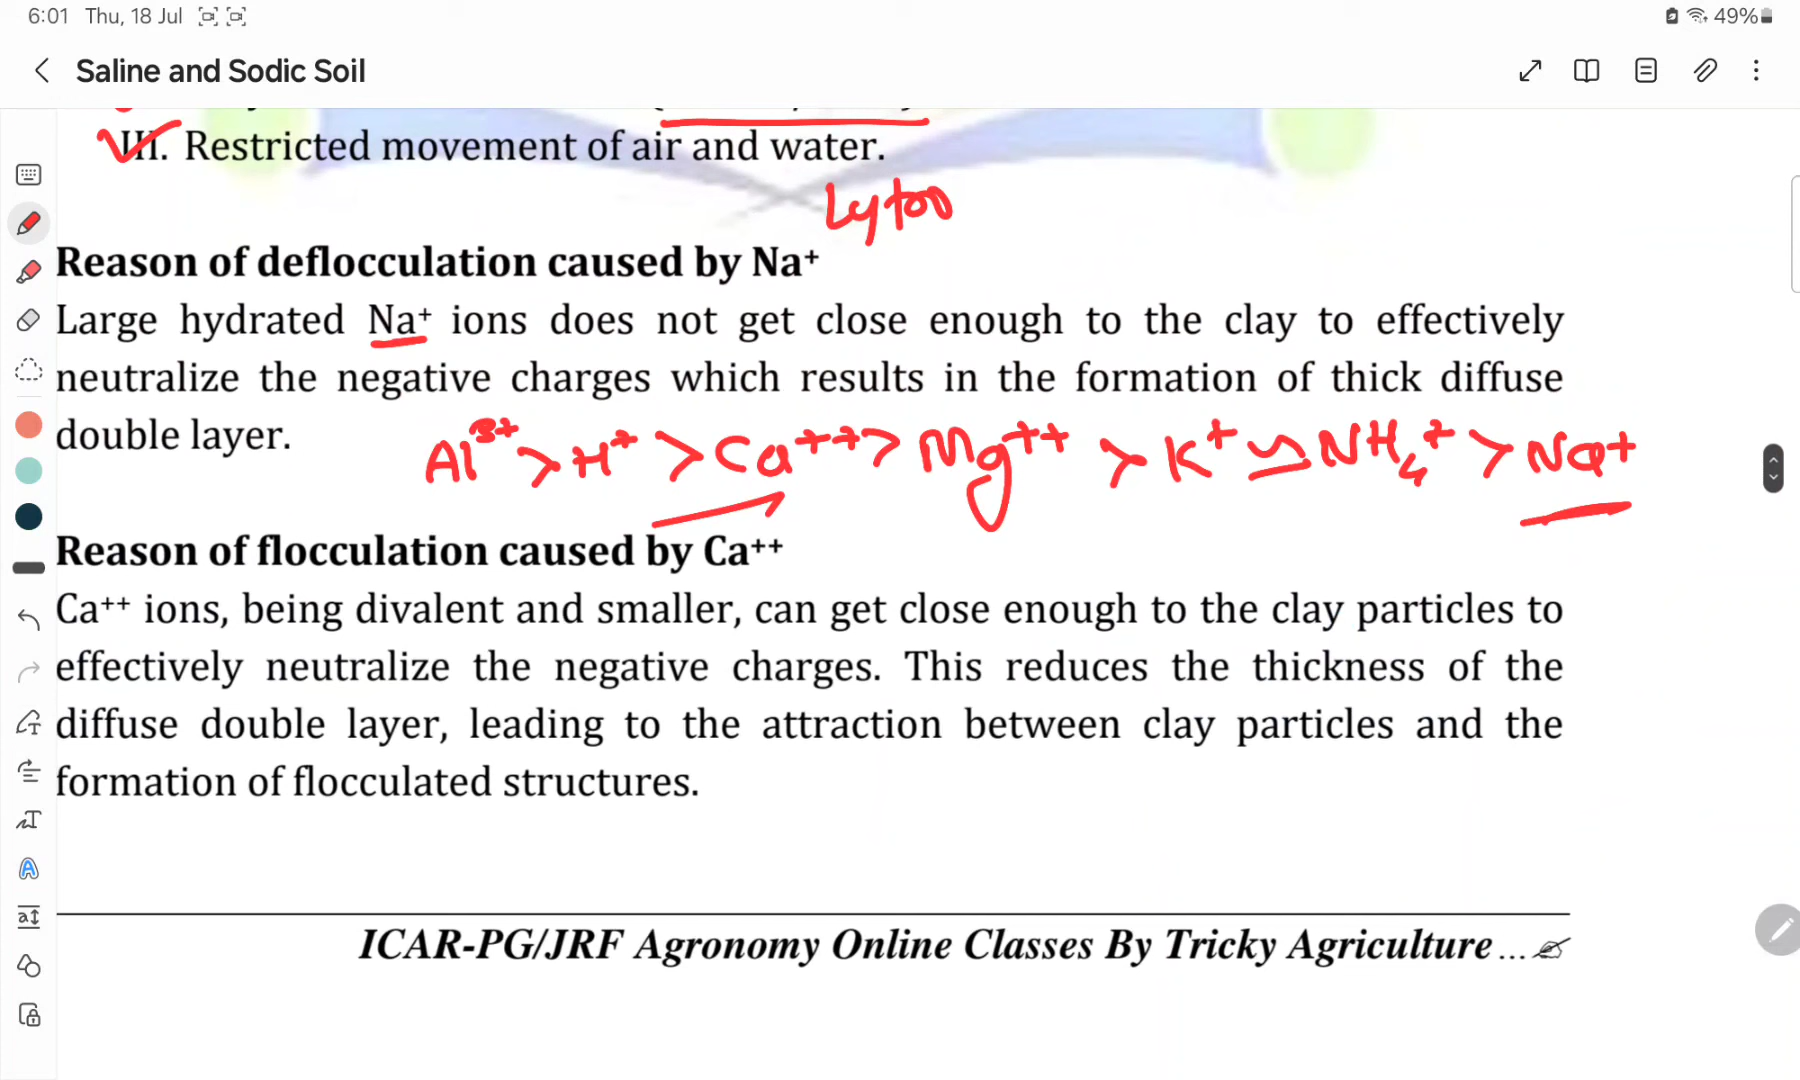 6:01 Thu, 18 Jul 49%
Saline and Sodic Soil
III. Restricted movement of air and water.
Reason of deflocculation caused by Na⁺
Large hydrated Na⁺ ions does not get close enough to the clay to effectively
neutralize the negative charges which results in the formation of thick diffuse
double layer.
Al³⁺ > H⁺ > Ca⁺⁺ > Mg⁺⁺ > K⁺ ≃ NH₄⁺ > Na⁺
Reason of flocculation caused by Ca⁺⁺
Ca⁺⁺ ions, being divalent and smaller, can get close enough to the clay particles to
effectively neutralize the negative charges. This reduces the thickness of the
diffuse double layer, leading to the attraction between clay particles and the
formation of flocculated structures.
ICAR-PG/JRF Agronomy Online Classes By Tricky Agriculture...